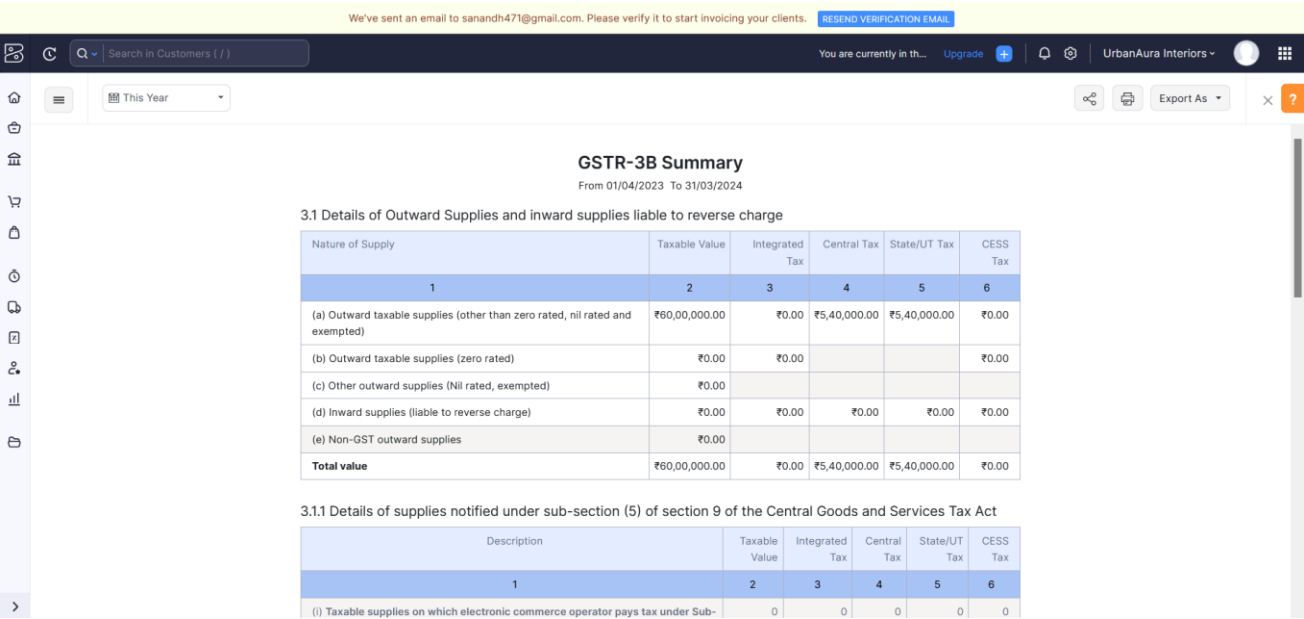 We've sent an email to sanandh471@gmail.com. Please verify it to start invoicing your clients. RESEND VERIFICATION EMAIL
Search in Customers ( / )
You are currently in th... Upgrade
UrbanAura Interiors
This Year
Export As
?
GSTR-3B Summary
From 01/04/2023 To 31/03/2024
3.1 Details of Outward Supplies and inward supplies liable to reverse charge
Nature of Supply Taxable Value Integrated Tax Central Tax State/UT Tax CESS Tax
1 2 3 4 5 6
(a) Outward taxable supplies (other than zero rated, nil rated and exempted) ₹60,00,000.00 ₹0.00 ₹5,40,000.00 ₹5,40,000.00 ₹0.00
(b) Outward taxable supplies (zero rated) ₹0.00 ₹0.00 ₹0.00
(c) Other outward supplies (Nil rated, exempted) ₹0.00
(d) Inward supplies (liable to reverse charge) ₹0.00 ₹0.00 ₹0.00 ₹0.00 ₹0.00
(e) Non-GST outward supplies ₹0.00
Total value ₹60,00,000.00 ₹0.00 ₹5,40,000.00 ₹5,40,000.00 ₹0.00
3.1.1 Details of supplies notified under sub-section (5) of section 9 of the Central Goods and Services Tax Act
Description Taxable Value Integrated Tax Central Tax State/UT Tax CESS Tax
1 2 3 4 5 6
(i) Taxable supplies on which electronic commerce operator pays tax under Sub- 0 0 0 0 0